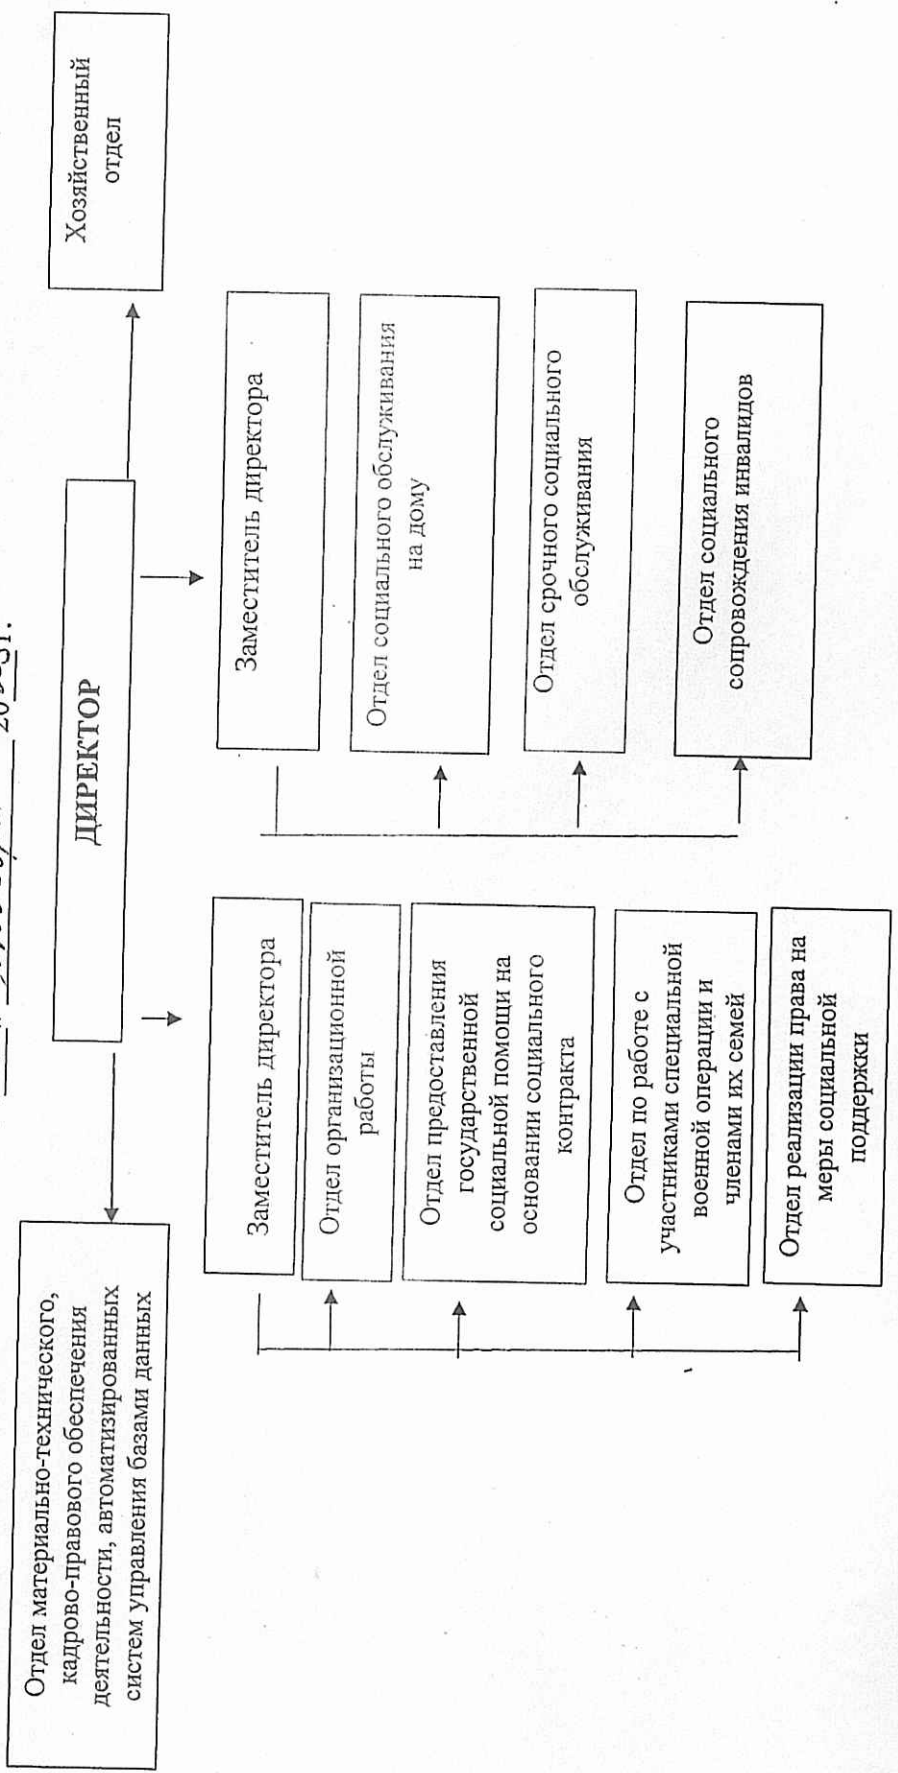 ДИРЕКТОР
Хозяйственный
отдел
Отдел материально-технического,
кадрово-правового обеспечения
деятельности, автоматизированных
систем управления базами данных
Заместитель директора
Отдел организационной
работы
Отдел предоставления
государственной
социальной помощи на
основании социального
контракта
Отдел по работе с
участниками специальной
военной операции и
членами их семей
Отдел реализации права на
меры социальной
поддержки
Заместитель директора
Отдел социального обслуживания
на дому
Отдел срочного социального
обслуживания
Отдел социального
сопровождения инвалидов